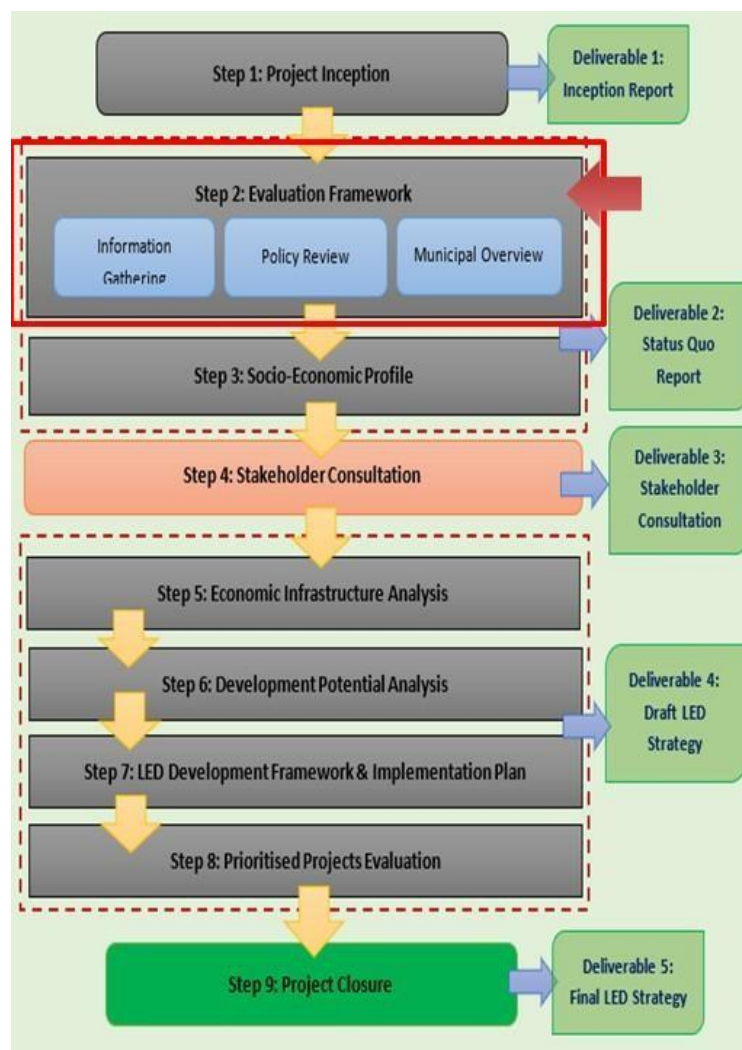 Step 1: Project Inception
Deliverable 1:
Inception Report
Step 2: Evaluation Framework
Information
Gathering
Policy Review
Municipal Overview
Deliverable 2:
Status Quo
Report
Step 3: Socio-Economic Profile
Step 4: Stakeholder Consultation
Deliverable 3:
Stakeholder
Consultation
Step 5: Economic Infrastructure Analysis
Step 6: Development Potential Analysis
Deliverable 4:
Draft LED
Strategy
Step 7: LED Development Framework & Implementation Plan
Step 8: Prioritised Projects Evaluation
Step 9: Project Closure
Deliverable 5:
Final LED Strategy